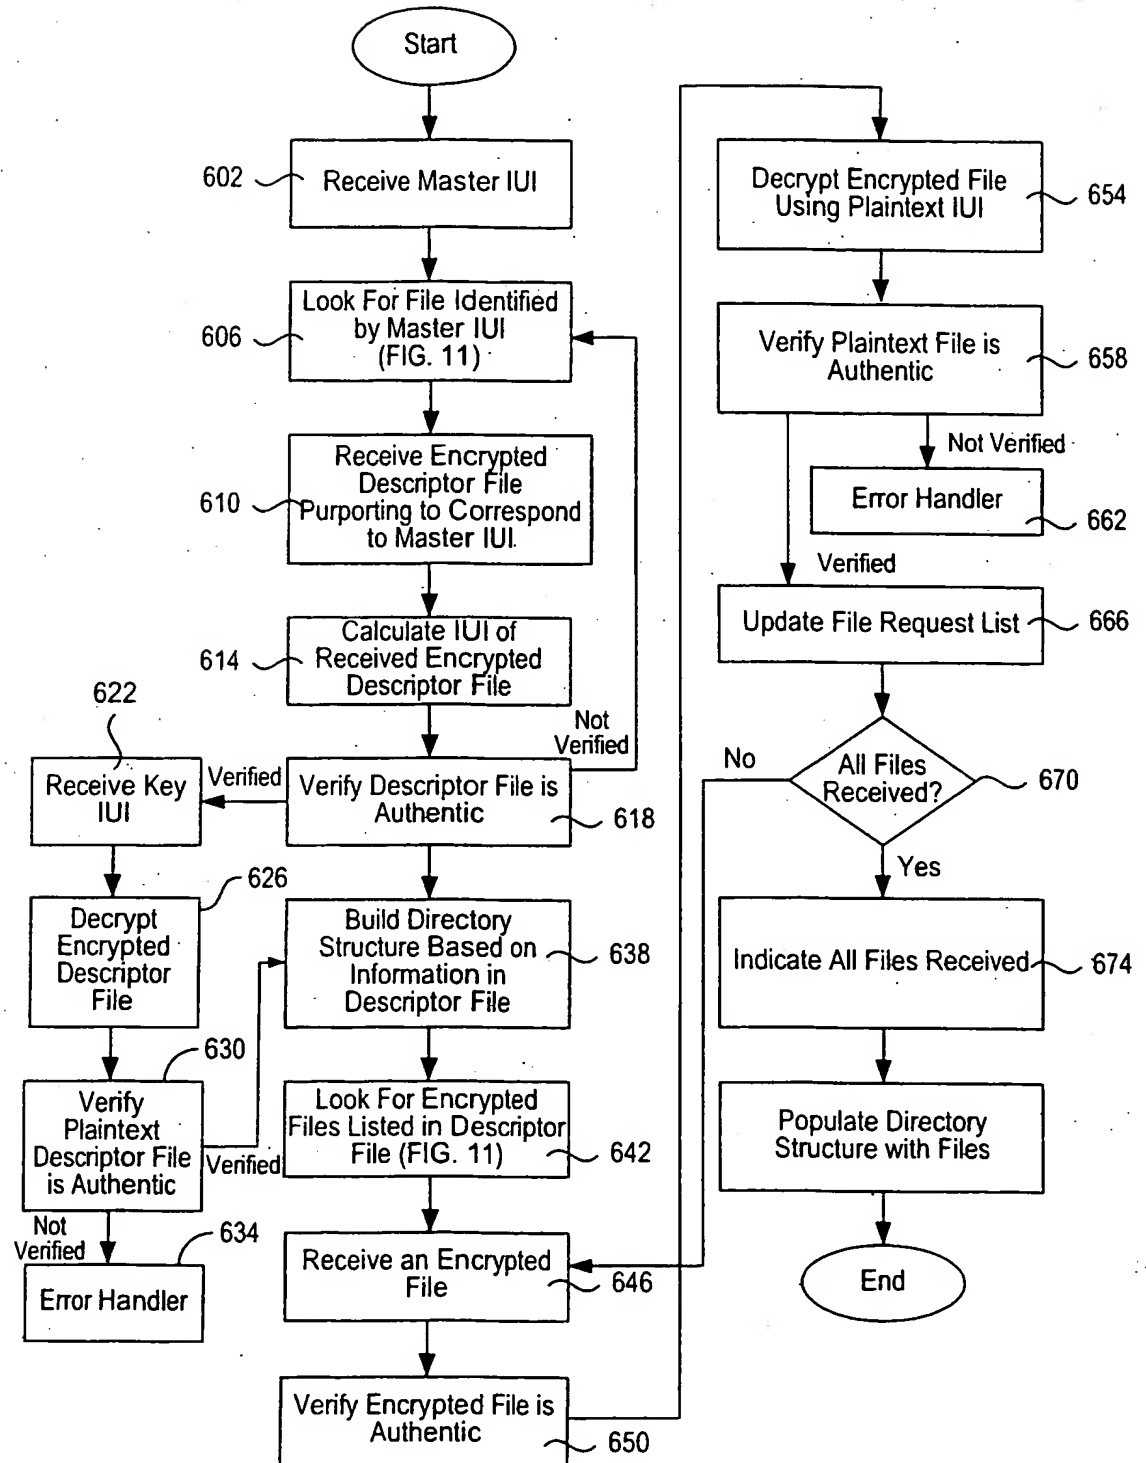 Start
602
Receive Master IUI
606
Look For File Identified
by Master IUI
(FIG. 11)
610
Receive Encrypted
Descriptor File
Purporting to Correspond
to Master IUI.
614
Calculate IUI of
Received Encrypted
Descriptor File
Not
Verified
622
Receive Key
IUI
Verified
Verify Descriptor File is
Authentic
618
626
Decrypt
Encrypted
Descriptor
File
Build Directory
Structure Based on
Information in
Descriptor File
638
630
Verify
Plaintext
Descriptor File
is Authentic
Verified
Look For Encrypted
Files Listed in Descriptor
File (FIG. 11)
642
Not
Verified
634
Error Handler
Receive an Encrypted
File
646
Verify Encrypted File is
Authentic
650
Decrypt Encrypted File
Using Plaintext IUI
654
Verify Plaintext File is
Authentic
658
Not Verified
Error Handler
662
Verified
Update File Request List
666
No
All Files
Received?
670
Yes
Indicate All Files Received
674
Populate Directory
Structure with Files
End